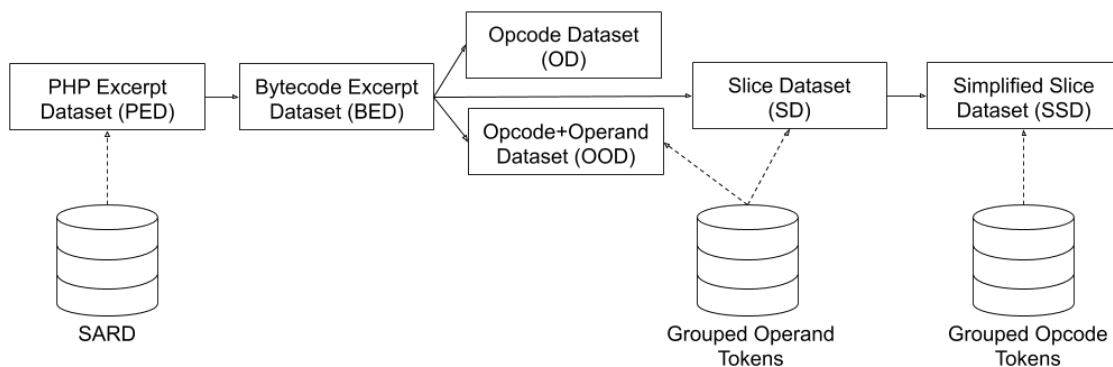 PHP Excerpt
Dataset (PED)
Bytecode Excerpt
Dataset (BED)
Opcode Dataset
(OD)
Opcode+Operand
Dataset (OOD)
Slice Dataset
(SD)
Simplified Slice
Dataset (SSD)
SARD
Grouped Operand
Tokens
Grouped Opcode
Tokens